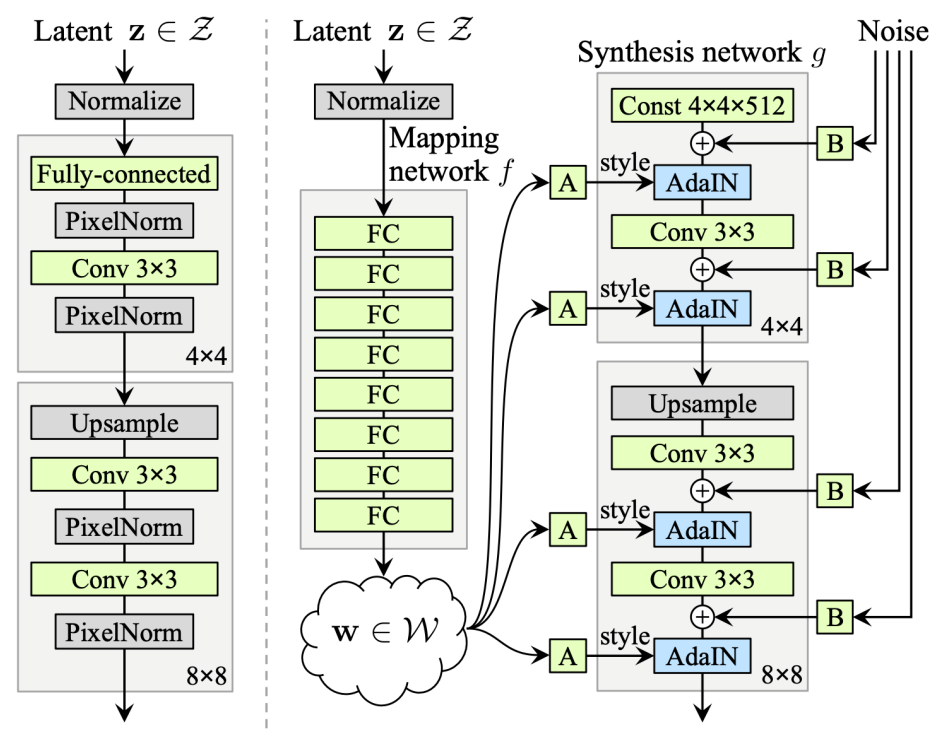 Latent z ∈ 𝒵
Normalize
Fully-connected
PixelNorm
Conv 3×3
PixelNorm
4×4
Upsample
Conv 3×3
PixelNorm
Conv 3×3
PixelNorm
8×8
Latent z ∈ 𝒵
Normalize
Mapping
network f
FC
FC
FC
FC
FC
FC
FC
FC
w ∈ 𝒲
Synthesis network g
Noise
Const 4×4×512
+
B
A
style
AdaIN
Conv 3×3
+
B
A
style
AdaIN
4×4
Upsample
Conv 3×3
+
B
A
style
AdaIN
Conv 3×3
+
B
A
style
AdaIN
8×8